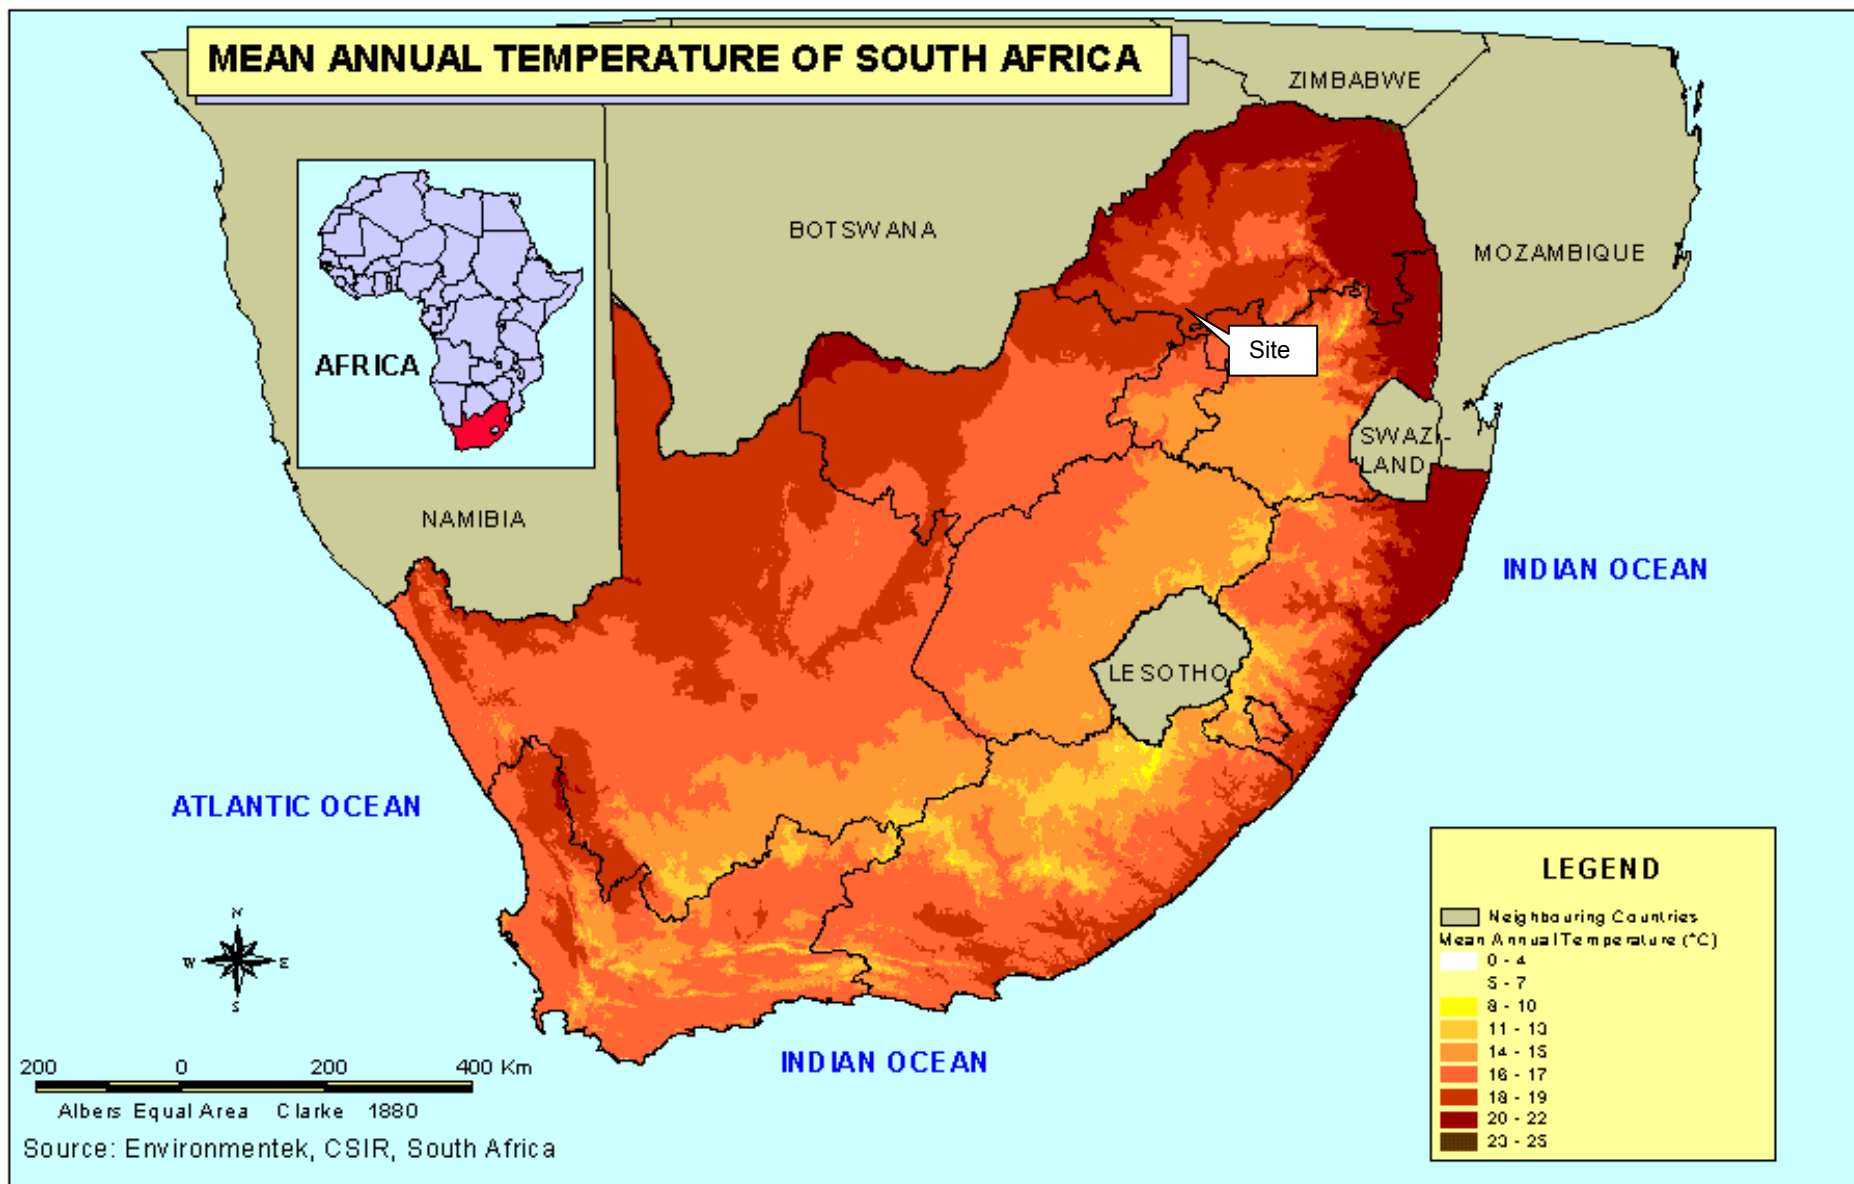 MEAN ANNUAL TEMPERATURE OF SOUTH AFRICA
ZIMBABWE
BOTSWANA
MOZAMBIQUE
AFRICA
Site
SWAZI-
LAND
NAMIBIA
INDIAN OCEAN
LESOTHO
ATLANTIC OCEAN
INDIAN OCEAN
N
W E
S
200 0 200 400 Km
Albers Equal Area Clarke 1880
Source: Environmentek, CSIR, South Africa
LEGEND
Neighbouring Countries
Mean Annual Temperature (°C)
0 - 4
5 - 7
8 - 10
11 - 13
14 - 15
16 - 17
18 - 19
20 - 22
23 - 25